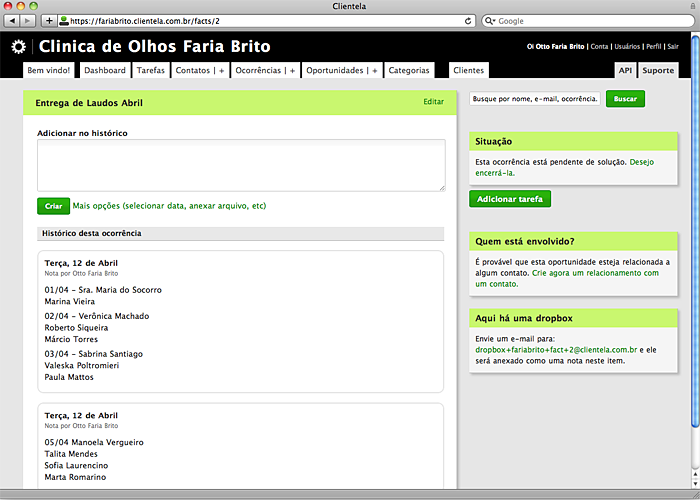 Clientela
https://fariabrito.clientela.com.br/facts/2
Google
Clinica de Olhos Faria Brito
Oi Otto Faria Brito | Conta | Usuários | Perfil | Sair
Bem vindo! Dashboard Tarefas Contatos | + Ocorrências | + Oportunidades | + Categorias Clientes API Suporte
Entrega de Laudos Abril
Editar
Adicionar no histórico
Criar Mais opções (selecionar data, anexar arquivo, etc)
Histórico desta ocorrência
Terça, 12 de Abril
Nota por Otto Faria Brito
01/04 - Sra. Maria do Socorro
Marina Vieira
02/04 - Verônica Machado
Roberto Siqueira
Márcio Torres
03/04 - Sabrina Santiago
Valeska Poltromieri
Paula Mattos
Terça, 12 de Abril
Nota por Otto Faria Brito
05/04 Manoela Vergueiro
Talita Mendes
Sofia Laurencino
Marta Romarino
Busque por nome, e-mail, ocorrência.
Buscar
Situação
Esta ocorrência está pendente de solução. Desejo
encerrá-la.
Adicionar tarefa
Quem está envolvido?
É provável que esta oportunidade esteja relacionada a
algum contato. Crie agora um relacionamento com
um contato.
Aqui há uma dropbox
Envie um e-mail para:
dropbox+fariabrito+fact+2@clientela.com.br e ele
será anexado como uma nota neste item.